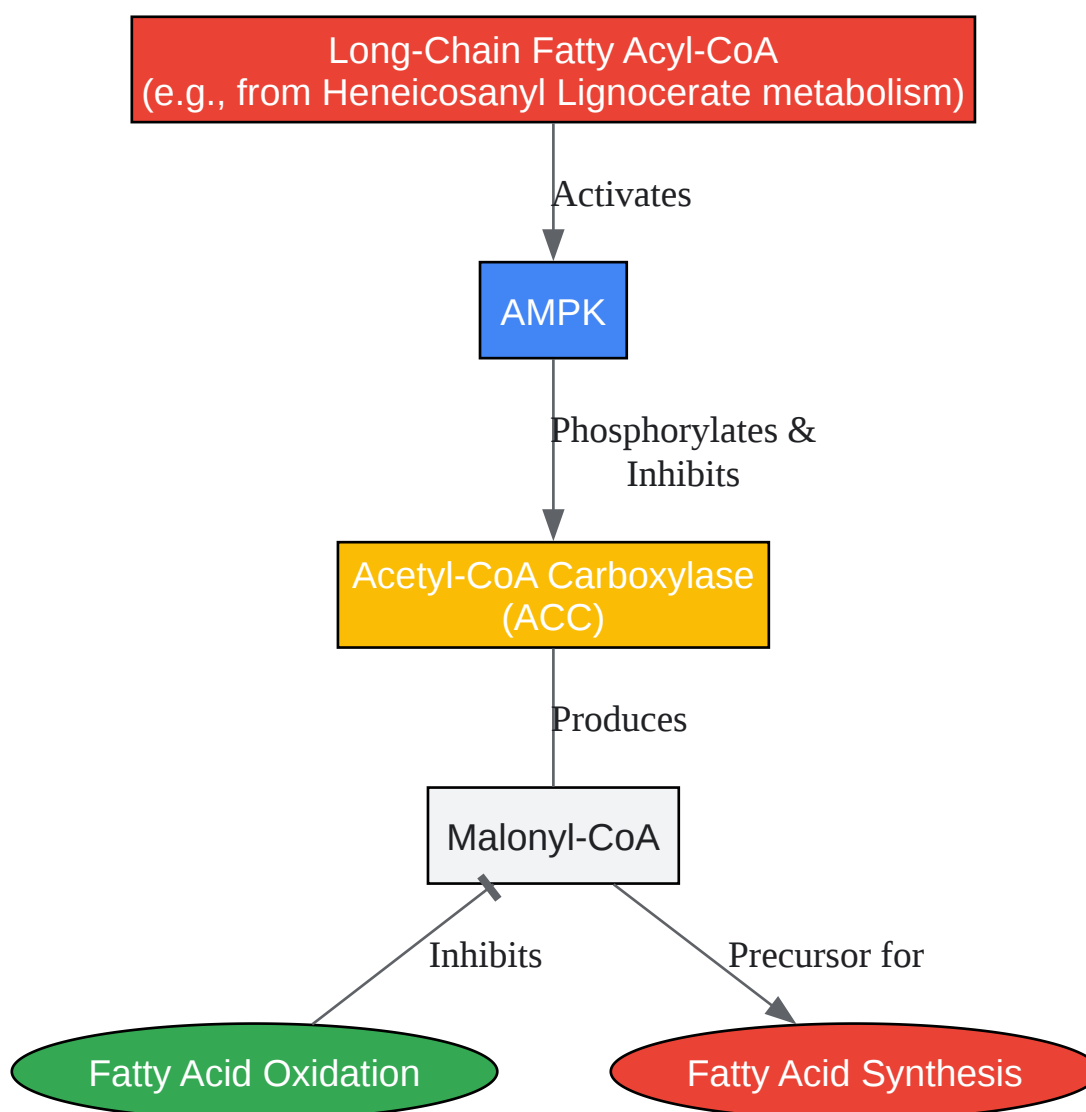 Long-Chain Fatty Acyl-CoA
(e.g., from Heneicosanyl Lignocerate metabolism)
Activates
AMPK
Phosphorylates &
Inhibits
Acetyl-CoA Carboxylase
(ACC)
Produces
Malonyl-CoA
Inhibits
Precursor for
Fatty Acid Oxidation
Fatty Acid Synthesis